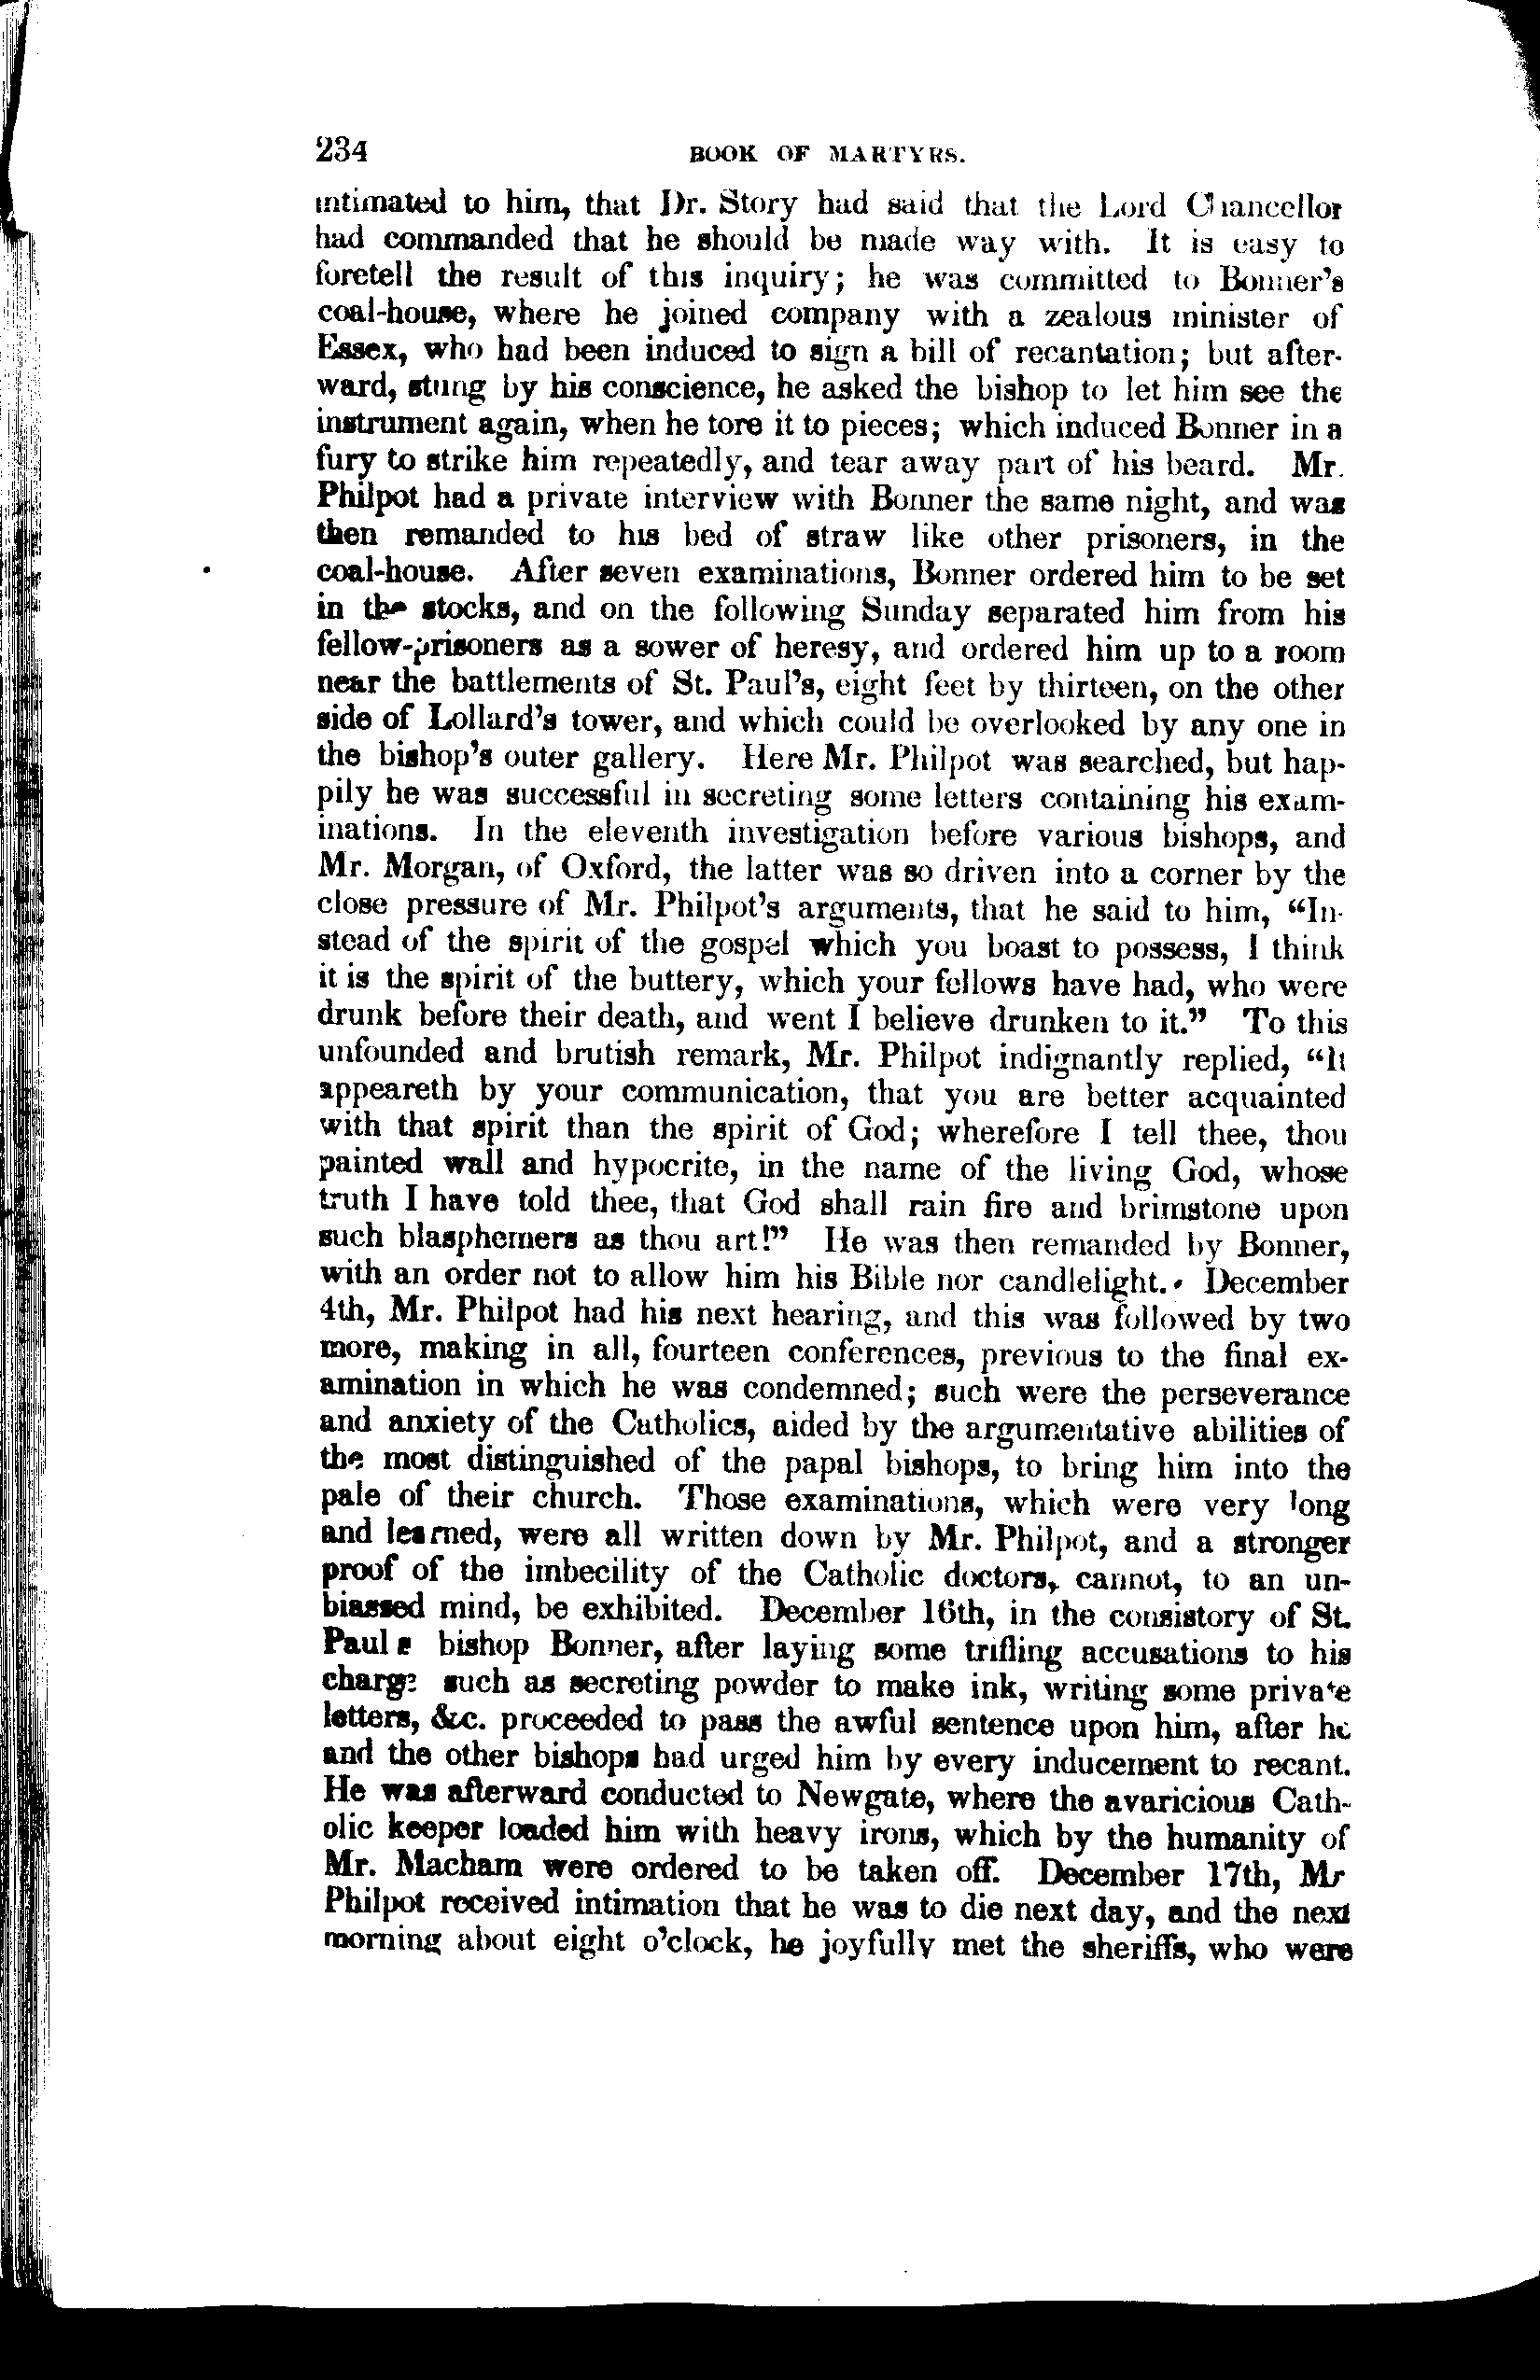 234 BOOK OF MARTYRS.
intimated to him, that Dr. Story had said that the Lord Chancellor
had commanded that he should be made way with. It is easy to
foretell the result of this inquiry; he was committed to Bonner's
coal-house, where he joined company with a zealous minister of
Essex, who had been induced to sign a bill of recantation; but after-
ward, stung by his conscience, he asked the bishop to let him see the
instrument again, when he tore it to pieces; which induced Bonner in a
fury to strike him repeatedly, and tear away part of his beard. Mr.
Philpot had a private interview with Bonner the same night, and was
then remanded to his bed of straw like other prisoners, in the
coal-house. After seven examinations, Bonner ordered him to be set
in the stocks, and on the following Sunday separated him from his
fellow-prisoners as a sower of heresy, and ordered him up to a room
near the battlements of St. Paul's, eight feet by thirteen, on the other
side of Lollard's tower, and which could be overlooked by any one in
the bishop's outer gallery. Here Mr. Philpot was searched, but hap-
pily he was successful in secreting some letters containing his exam-
inations. In the eleventh investigation before various bishops, and
Mr. Morgan, of Oxford, the latter was so driven into a corner by the
close pressure of Mr. Philpot's arguments, that he said to him, "In-
stead of the spirit of the gospel which you boast to possess, I think
it is the spirit of the buttery, which your fellows have had, who were
drunk before their death, and went I believe drunken to it." To this
unfounded and brutish remark, Mr. Philpot indignantly replied, "It
appeareth by your communication, that you are better acquainted
with that spirit than the spirit of God; wherefore I tell thee, thou
painted wall and hypocrite, in the name of the living God, whose
truth I have told thee, that God shall rain fire and brimstone upon
such blasphemers as thou art!" He was then remanded by Bonner,
with an order not to allow him his Bible nor candlelight. December
4th, Mr. Philpot had his next hearing, and this was followed by two
more, making in all, fourteen conferences, previous to the final ex-
amination in which he was condemned; such were the perseverance
and anxiety of the Catholics, aided by the argumentative abilities of
the most distinguished of the papal bishops, to bring him into the
pale of their church. Those examinations, which were very long
and learned, were all written down by Mr. Philpot, and a stronger
proof of the imbecility of the Catholic doctors, cannot, to an un-
biassed mind, be exhibited. December 16th, in the consistory of St.
Paul's bishop Bonner, after laying some trifling accusations to his
charge such as secreting powder to make ink, writing some private
letters, &c. proceeded to pass the awful sentence upon him, after he
and the other bishops had urged him by every inducement to recant.
He was afterward conducted to Newgate, where the avaricious Cath-
olic keeper loaded him with heavy irons, which by the humanity of
Mr. Macham were ordered to be taken off. December 17th, Mr
Philpot received intimation that he was to die next day, and the next
morning about eight o'clock, he joyfully met the sheriffs, who were